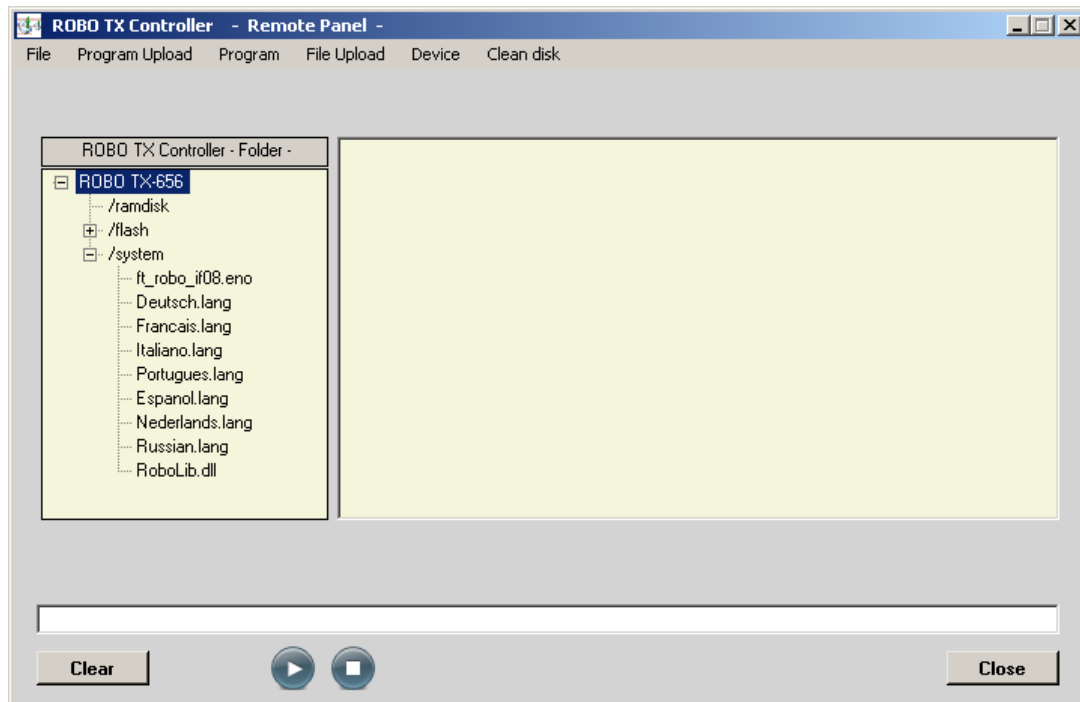 ROBO TX Controller - Remote Panel -
File Program Upload Program File Upload Device Clean disk
ROBO TX Controller - Folder -
ROBO TX-656
/ramdisk
/flash
/system
ft_robo_if08.eno
Deutsch.lang
Francais.lang
Italiano.lang
Portugues.lang
Espanol.lang
Nederlands.lang
Russian.lang
RoboLib.dll
Clear Close